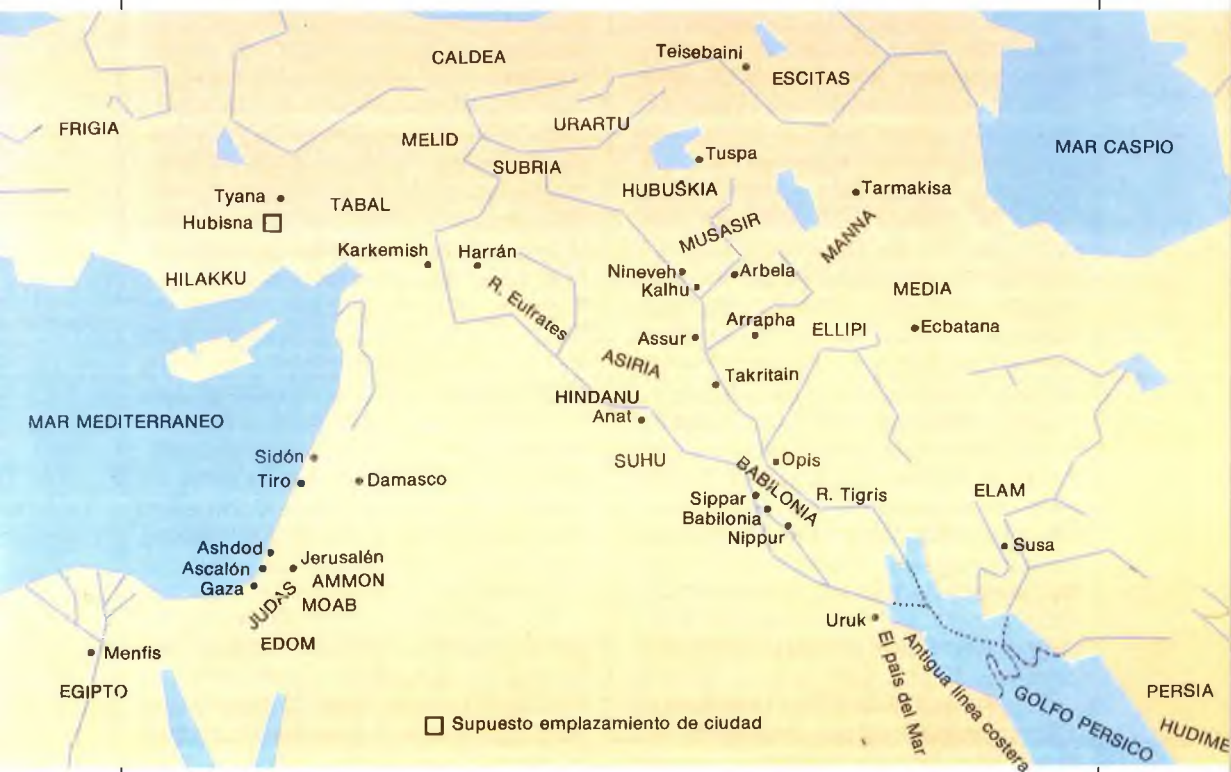 CALDEA
Teisebaini
ESCITAS
FRIGIA
URARTU
MELID
MAR CASPIO
Tuspa
SUBRIA
HUBUŠKIA
Tarmakisa
Tyana
TABAL
Hubisna
MUSASIR
MANNA
Karkemish
Harrán
HILAKKU
Nineveh
Arbela
Kalhu
R. Eufrates
MEDIA
Arrapha
ELLIPI
Ecbatana
Assur
ASIRIA
Takritain
HINDANU
Anat
MAR MEDITERRANEO
Sidón
SUHU
Opis
Tiro
Damasco
BABILONIA
Sippar
R. Tigris
ELAM
Babilonia
Nippur
Ashdod
Jerusalén
Susa
Ascalón
AMMON
Gaza
JUDAS
MOAB
Uruk
EDOM
Menfis
El país del Mar
Antigua línea costera
EGIPTO
GOLFO PERSICO
PERSIA
HUDIME
Supuesto emplazamiento de ciudad